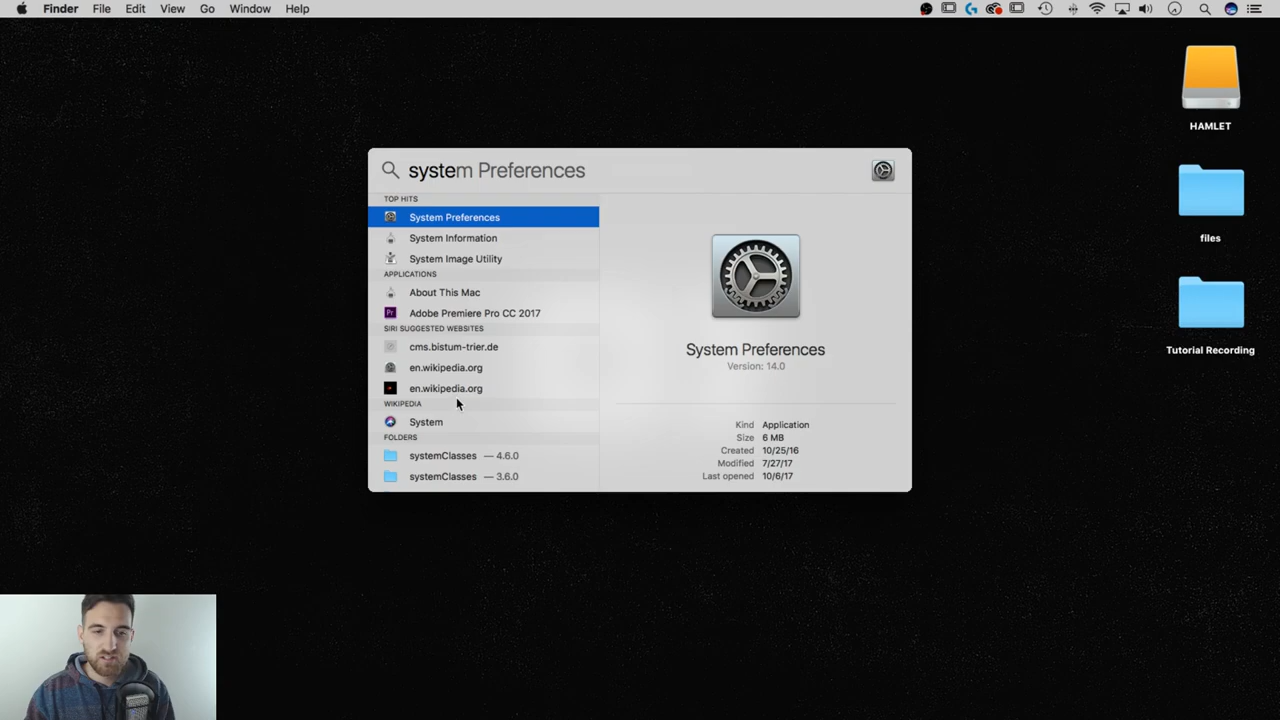 Finder File Edit View Go Window Help
HAMLET
files
Tutorial Recording
system Preferences
TOP HITS
System Preferences
System Information
System Image Utility
APPLICATIONS
About This Mac
Pr Adobe Premiere Pro CC 2017
SIRI SUGGESTED WEBSITES
cms.bistum-trier.de
en.wikipedia.org
en.wikipedia.org
WIKIPEDIA
System
FOLDERS
systemClasses — 4.6.0
systemClasses — 3.6.0
System Preferences
Version: 14.0
Kind Application
Size 6 MB
Created 10/25/16
Modified 7/27/17
Last opened 10/6/17